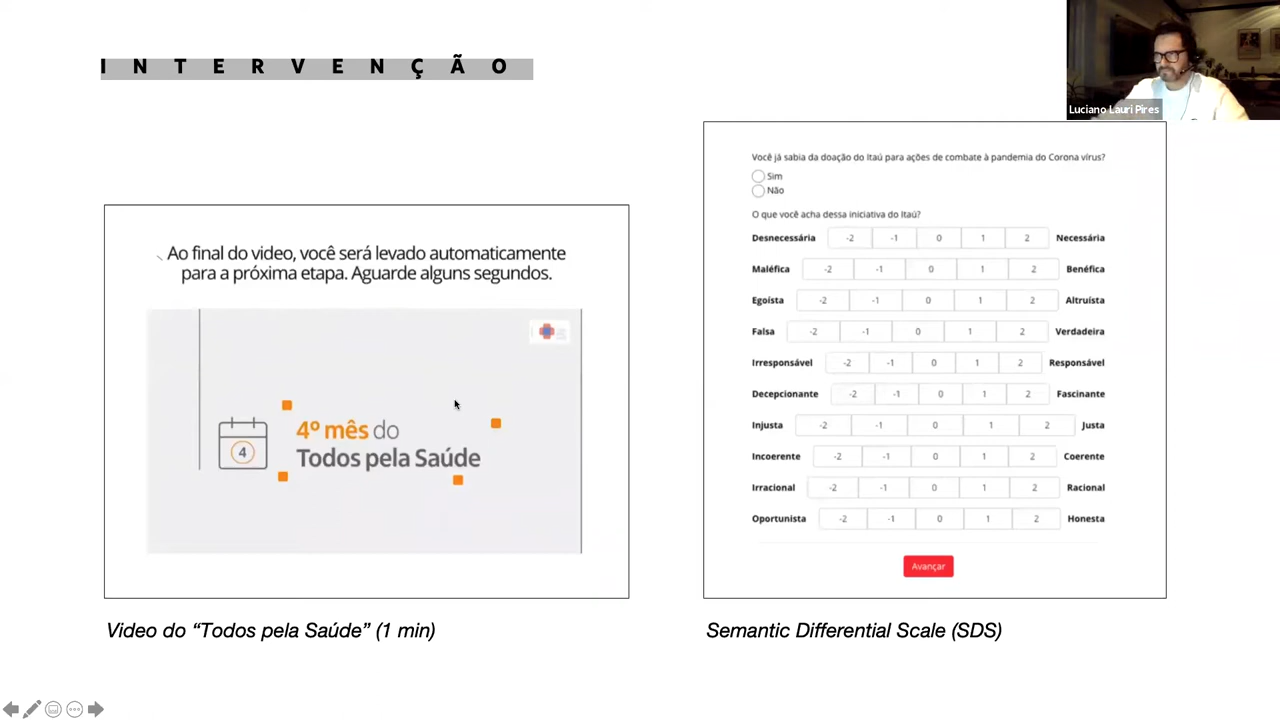 INTERVENÇÃO
Luciano Lauri Pires
Ao final do video, você será levado automaticamente
para a próxima etapa. Aguarde alguns segundos.
4
4º mês do
Todos pela Saúde
Video do “Todos pela Saúde” (1 min)
Você já sabia da doação do Itaú para ações de combate à pandemia do Corona vírus?
Sim
Não
O que você acha dessa iniciativa do Itaú?
Desnecessária -2 -1 0 1 2 Necessária
Maléfica -2 -1 0 1 2 Benéfica
Egoísta -2 -1 0 1 2 Altruísta
Falsa -2 -1 0 1 2 Verdadeira
Irresponsável -2 -1 0 1 2 Responsável
Decepcionante -2 -1 0 1 2 Fascinante
Injusta -2 -1 0 1 2 Justa
Incoerente -2 -1 0 1 2 Coerente
Irracional -2 -1 0 1 2 Racional
Oportunista -2 -1 0 1 2 Honesta
Avançar
Semantic Differential Scale (SDS)